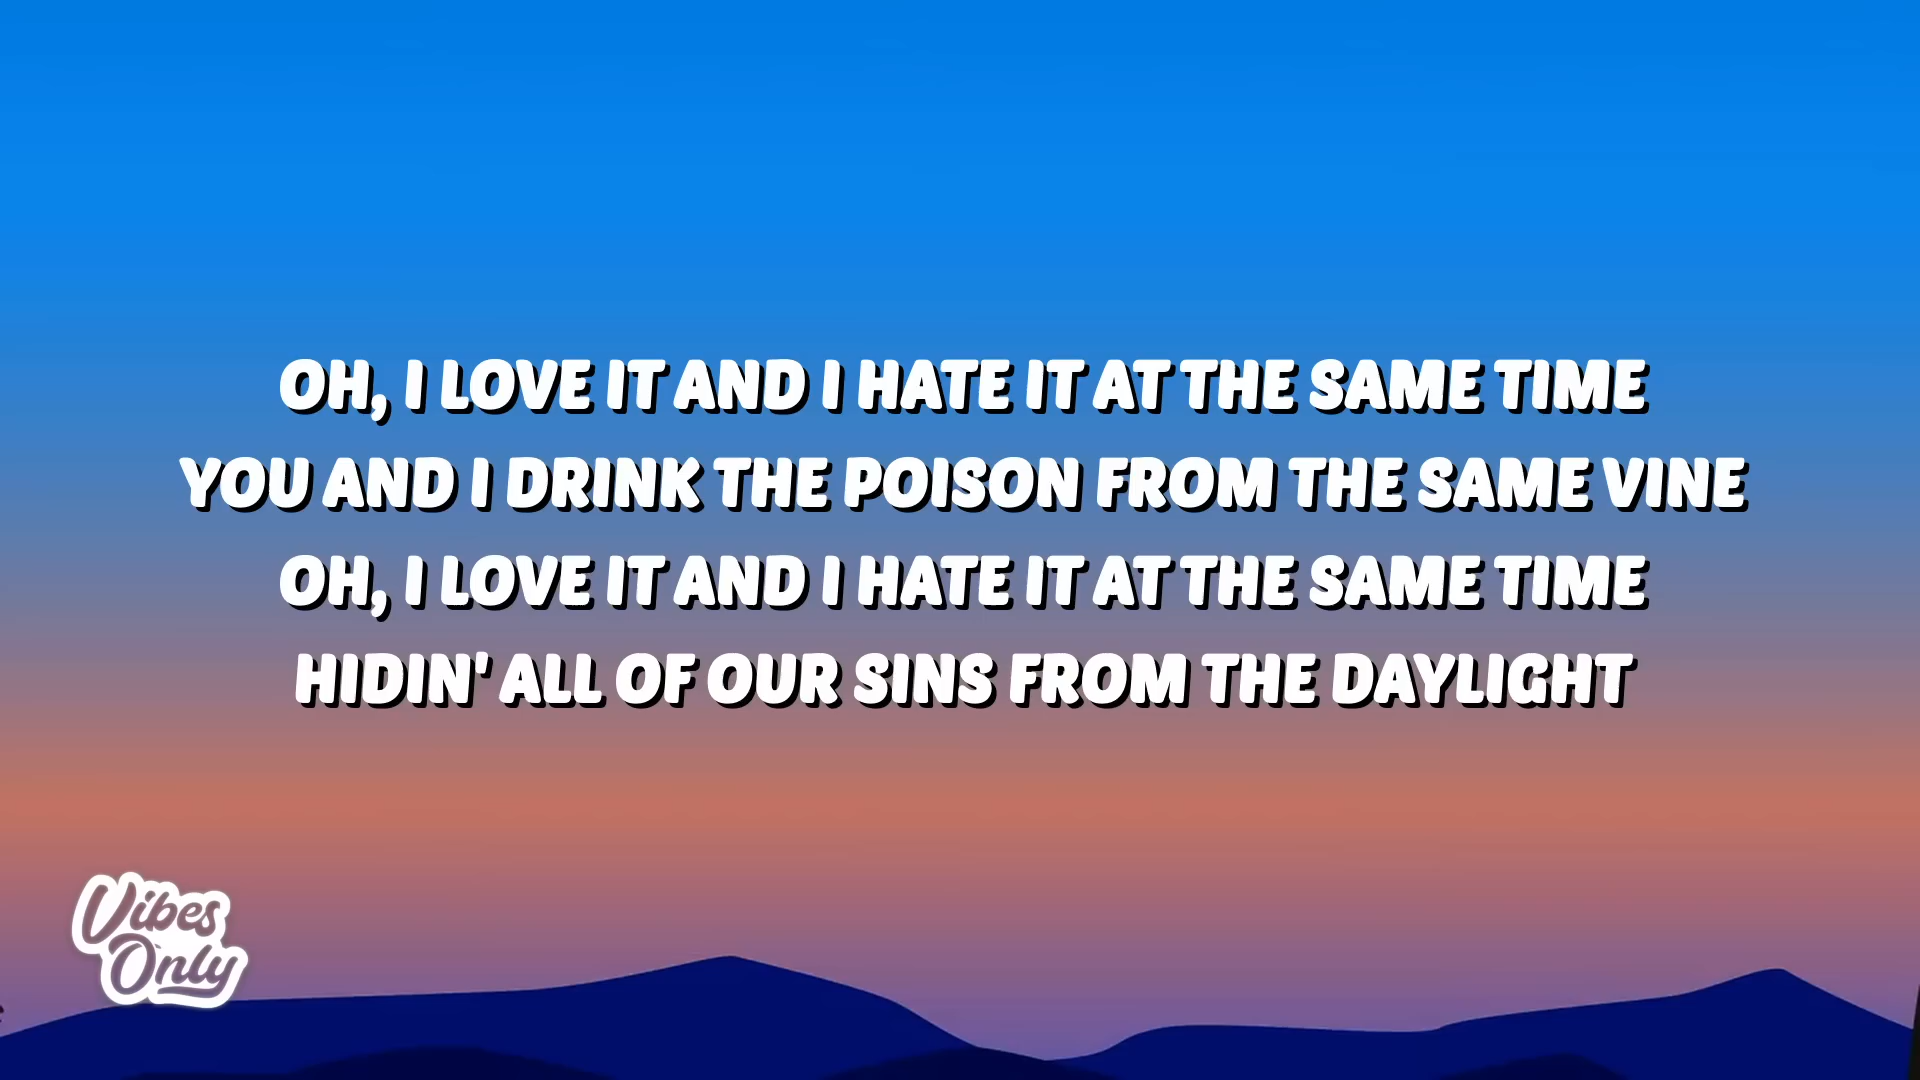 OH, I LOVE IT AND I HATE IT AT THE SAME TIME
YOU AND I DRINK THE POISON FROM THE SAME VINE
OH, I LOVE IT AND I HATE IT AT THE SAME TIME
HIDIN' ALL OF OUR SINS FROM THE DAYLIGHT
Vibes
Only